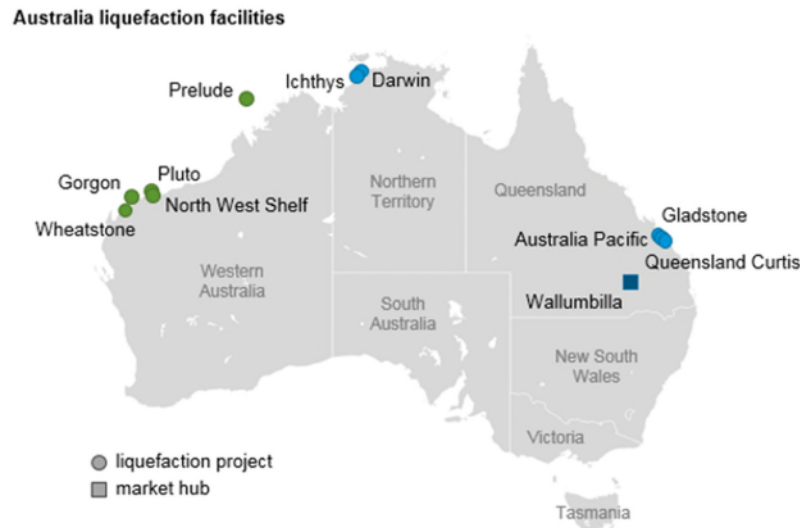 Australia liquefaction facilities
Prelude
Ichthys
Darwin
Gorgon
Pluto
North West Shelf
Wheatstone
Northern
Territory
Queensland
Gladstone
Australia Pacific
Queensland Curtis
Wallumbilla
Western
Australia
South
Australia
New South
Wales
Victoria
Tasmania
liquefaction project
market hub